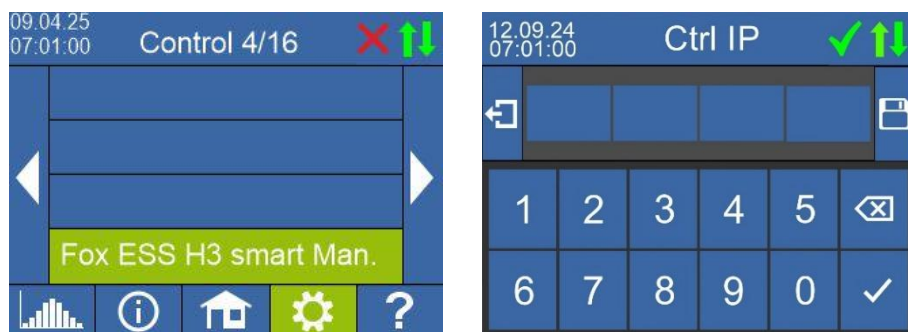 09.04.25
07:01:00
Control 4/16
Fox ESS H3 smart Man.
?
12.09.24
07:01:00
Ctrl IP
1 2 3 4 5
6 7 8 9 0